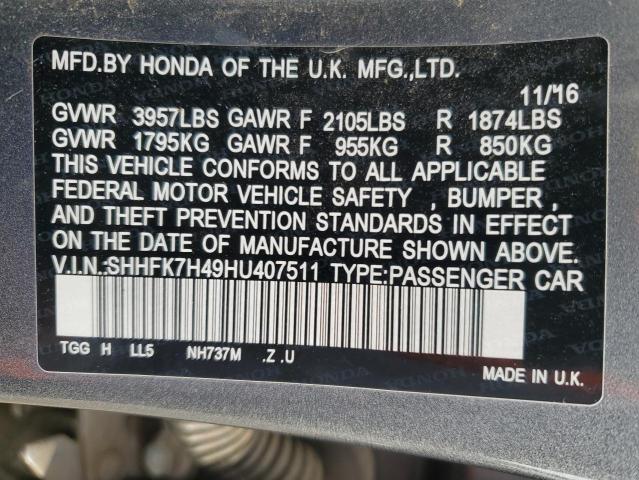 MFD.BY HONDA OF THE U.K. MFG.,LTD.
11/16
GVWR 3957LBS GAWR F 2105LBS R 1874LBS
GVWR 1795KG GAWR F 955KG R 850KG
THIS VEHICLE CONFORMS TO ALL APPLICABLE
FEDERAL MOTOR VEHICLE SAFETY , BUMPER ,
AND THEFT PREVENTION STANDARDS IN EFFECT
ON THE DATE OF MANUFACTURE SHOWN ABOVE.
V.I.N.:SHHFK7H49HU407511 TYPE:PASSENGER CAR
TGG H LL5 NH737M .Z .U
MADE IN U.K.